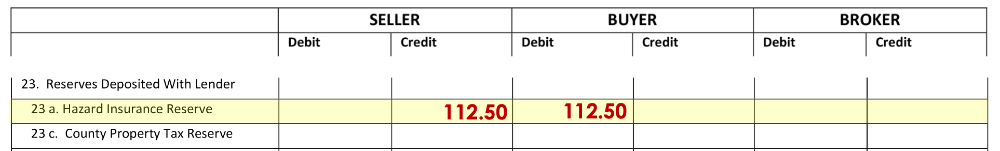 SELLER BUYER BROKER
Debit Credit Debit Credit Debit Credit
23. Reserves Deposited With Lender
23 a. Hazard Insurance Reserve 112.50 112.50
23 c. County Property Tax Reserve